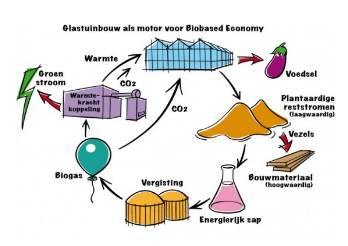 Glastuinbouw als motor voor Biobased Economy
Warmte
Groen
stroom
CO2
Warmte-
kracht
koppeling
CO2
Voedsel
Plantaardige
reststromen
(laagwaardig)
Vezels
Bouwmateriaal
(hoogwaardig)
Biogas
Vergisting
Energierijk sap